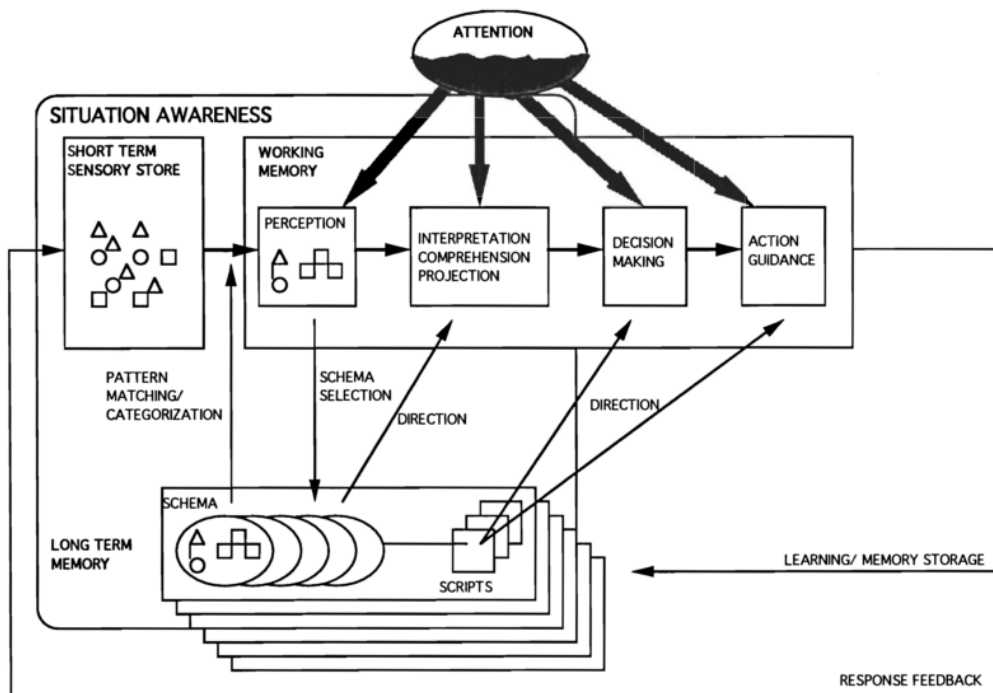 ATTENTION
SITUATION AWARENESS
SHORT TERM
SENSORY STORE
WORKING
MEMORY
PERCEPTION
INTERPRETATION
COMPREHENSION
PROJECTION
DECISION
MAKING
ACTION
GUIDANCE
PATTERN
MATCHING/
CATEGORIZATION
SCHEMA
SELECTION
DIRECTION
DIRECTION
SCHEMA
LONG TERM
MEMORY
SCRIPTS
LEARNING/ MEMORY STORAGE
RESPONSE FEEDBACK